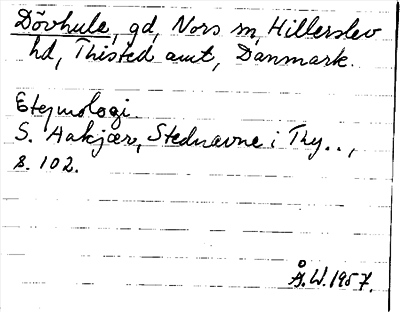 Dövhule, gd, Nors sn, Hillerslev
hd, Thisted amt, Danmark.
Etymologi.
S. Aakjær, Stednavne i Thy..,
s. 102.
Å.W. 1957.